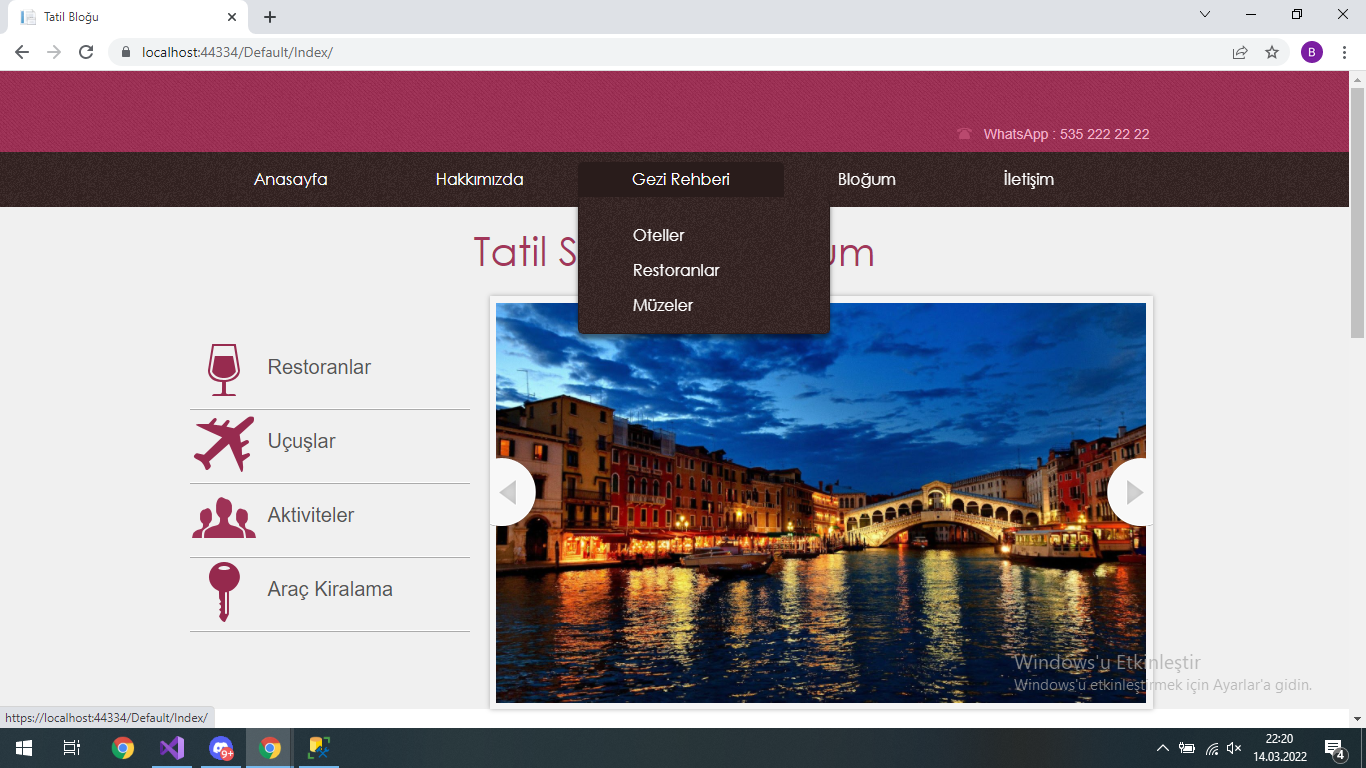 Tatil Bloğu
localhost:44334/Default/Index/
B
WhatsApp : 535 222 22 22
Anasayfa Hakkımızda Gezi Rehberi Bloğum İletişim
Oteller
Restoranlar
Müzeler
Tatil S um
Restoranlar
Uçuşlar
Aktiviteler
Araç Kiralama
Windows'u Etkinleştir
Windows'u etkinleştirmek için Ayarlar'a gidin.
https://localhost:44334/Default/Index/
9+
22:20
14.03.2022
4